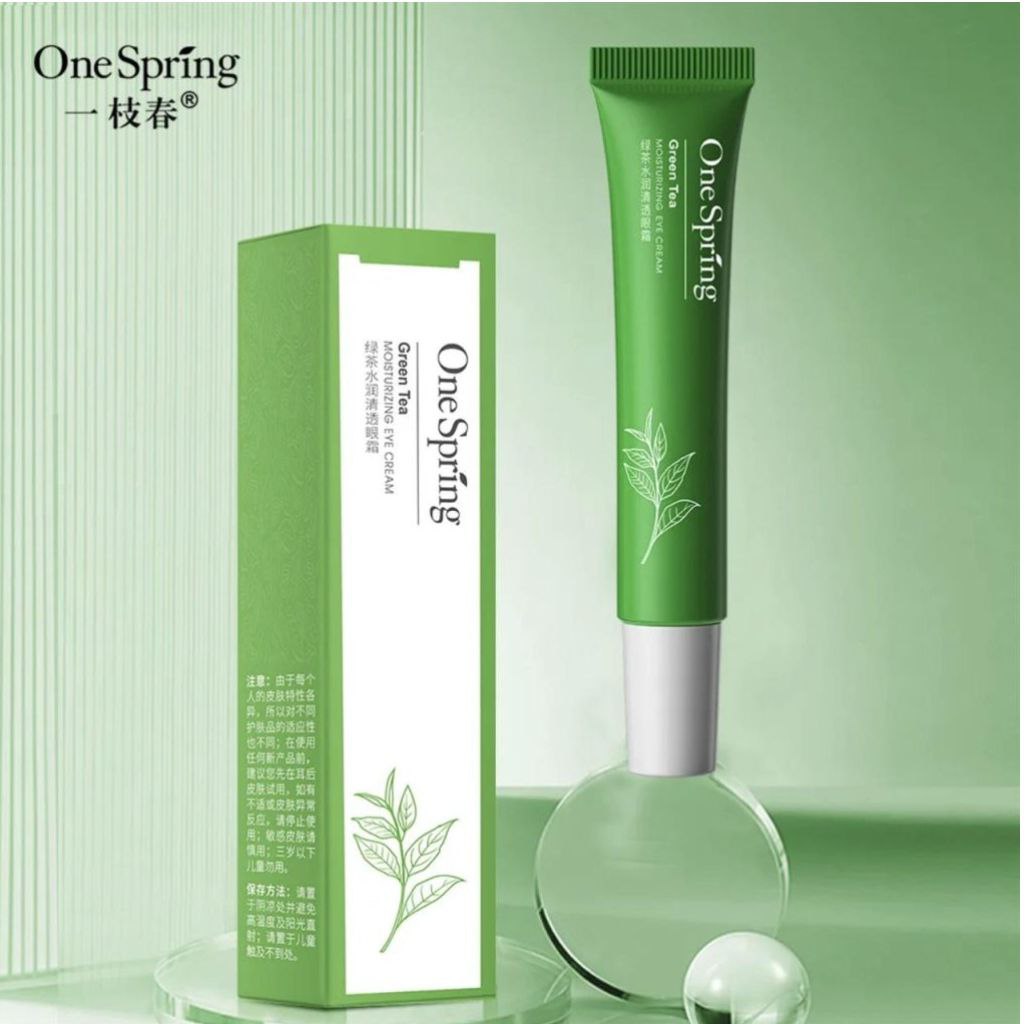 One Spring
一枝春®
One Spring
Green Tea
MOISTURIZING EYE CREAM
绿茶水润清透眼霜
One Spring
Green Tea
MOISTURIZING EYE CREAM
绿茶水润清透眼霜
注意：由于每个
人的皮肤特性各
异，所以对不同
护肤品的适应性
也不同；在使用
任何新产品前，
建议您先在耳后
皮肤试用，如有
不适或皮肤异常
反应，请停止使
用；敏感皮肤请
慎用；三岁以下
儿童勿用。
保存方法：请置
于阴凉处并避免
高温度及阳光直
射；请置于儿童
触及不到处。